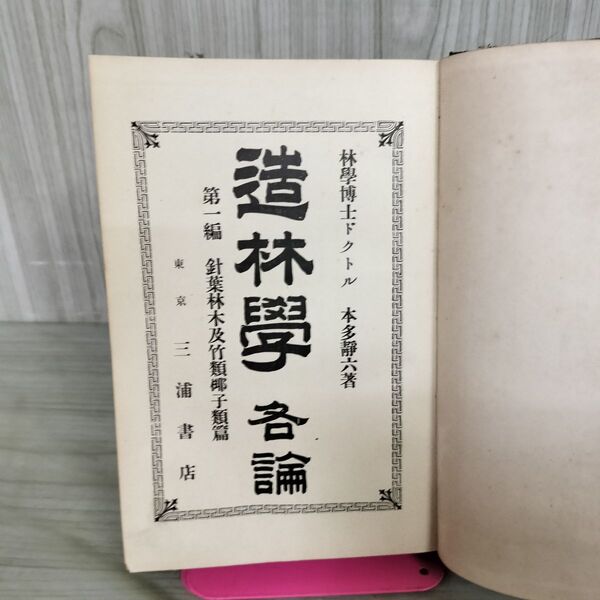 林學博士ドクトル 本多靜六著
造林學 各論
第一編 針葉林木及竹類椰子類篇
東京 三浦書店